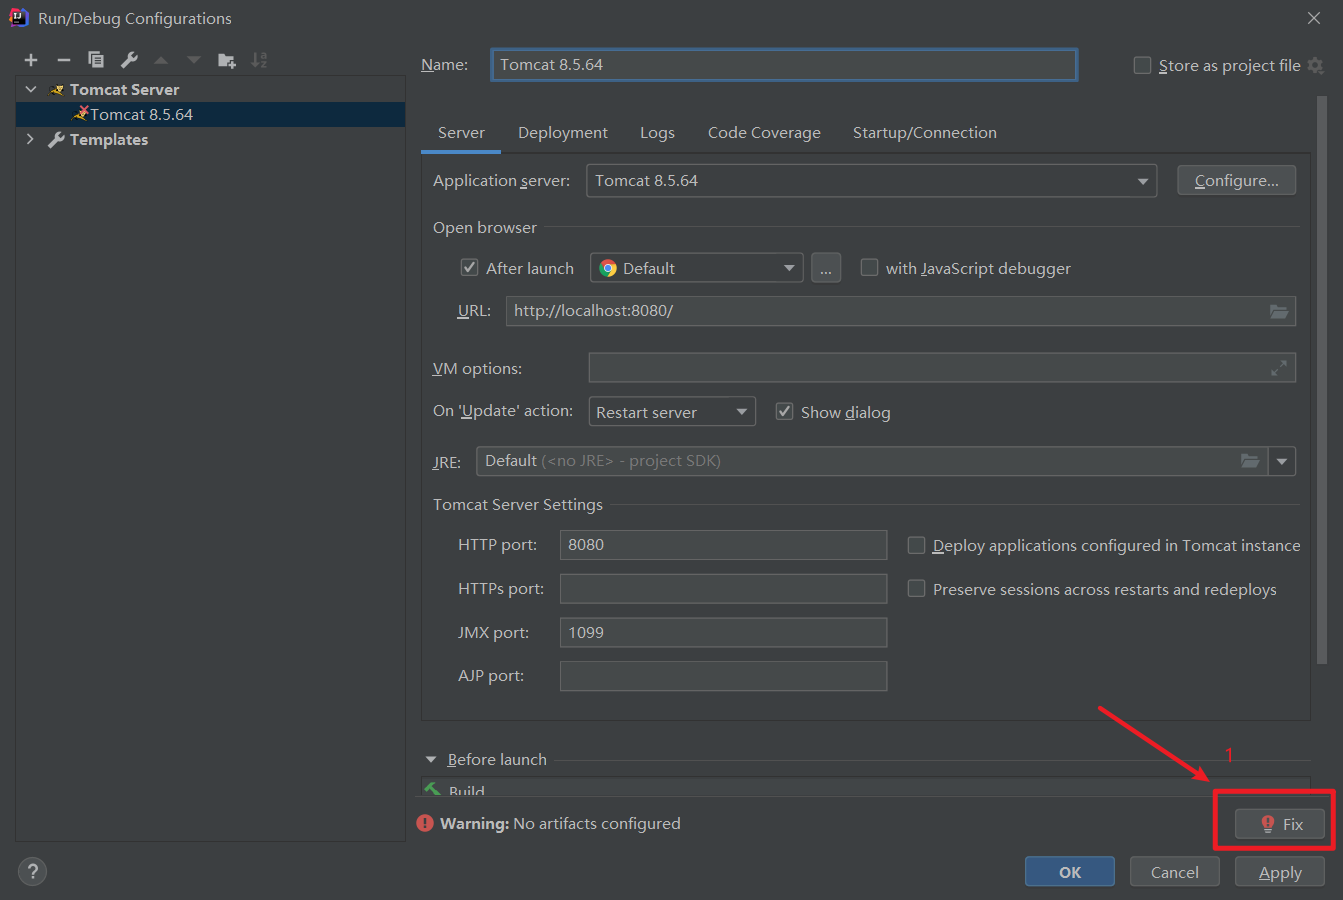 Run/Debug Configurations
Name: Tomcat 8.5.64 Store as project file
Tomcat Server
Tomcat 8.5.64
Templates
Server Deployment Logs Code Coverage Startup/Connection
Application server: Tomcat 8.5.64 Configure...
Open browser
After launch Default ... with JavaScript debugger
URL: http://localhost:8080/
VM options:
On 'Update' action: Restart server Show dialog
JRE: Default (<no JRE> - project SDK)
Tomcat Server Settings
HTTP port: 8080 Deploy applications configured in Tomcat instance
HTTPs port: Preserve sessions across restarts and redeploys
JMX port: 1099
AJP port:
1
Before launch
Build
Warning: No artifacts configured Fix
? OK Cancel Apply